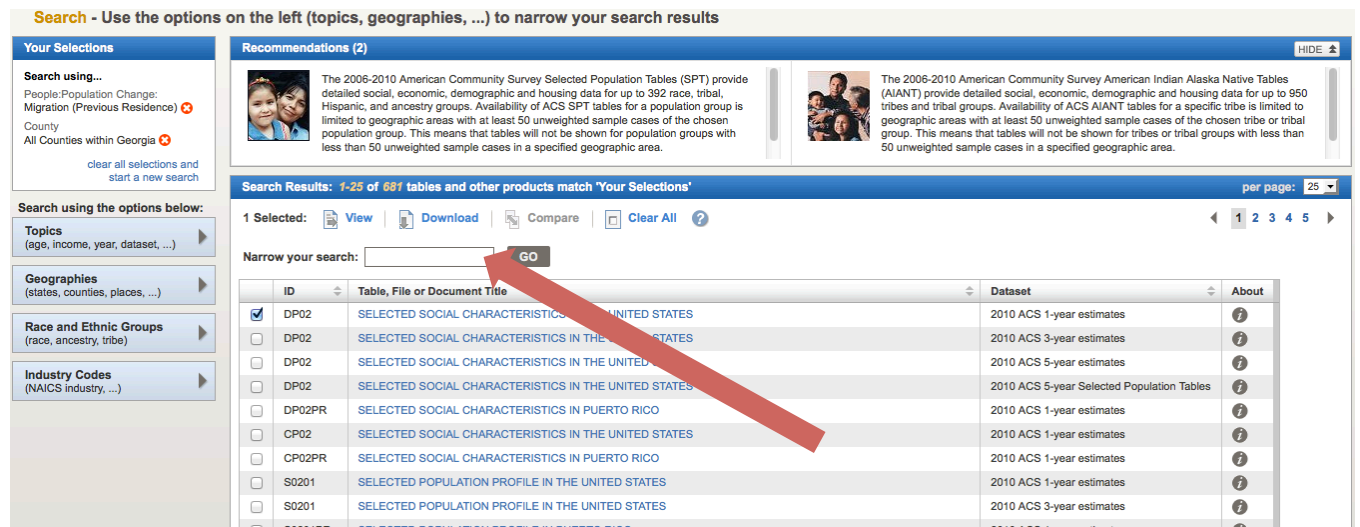 Search - Use the options on the left (topics, geographies, ...) to narrow your search results
Your Selections
Search using...
People:Population Change:
Migration (Previous Residence)
County
All Counties within Georgia
clear all selections and
start a new search
Search using the options below:
Topics
(age, income, year, dataset, ...)
Geographies
(states, counties, places, ...)
Race and Ethnic Groups
(race, ancestry, tribe)
Industry Codes
(NAICS industry, ...)
Recommendations (2)
HIDE
The 2006-2010 American Community Survey Selected Population Tables (SPT) provide
detailed social, economic, demographic and housing data for up to 392 race, tribal,
Hispanic, and ancestry groups. Availability of ACS SPT tables for a population group is
limited to geographic areas with at least 50 unweighted sample cases of the chosen
population group. This means that tables will not be shown for population groups with
less than 50 unweighted sample cases in a specified geographic area.
The 2006-2010 American Community Survey American Indian Alaska Native Tables
(AIANT) provide detailed social, economic, demographic and housing data for up to 950
tribes and tribal groups. Availability of ACS AIANT tables for a specific tribe is limited to
geographic areas with at least 50 unweighted sample cases of the chosen tribe or tribal
group. This means that tables will not be shown for tribes or tribal groups with less than
50 unweighted sample cases in a specified geographic area.
Search Results: 1-25 of 681 tables and other products match 'Your Selections'
per page: 25
1 Selected: View Download Compare Clear All ?
1 2 3 4 5
Narrow your search: GO
ID Table, File or Document Title Dataset About
DP02 SELECTED SOCIAL CHARACTERISTICS UNITED STATES 2010 ACS 1-year estimates i
DP02 SELECTED SOCIAL CHARACTERISTICS IN THE UNITED STATES 2010 ACS 3-year estimates i
DP02 SELECTED SOCIAL CHARACTERISTICS IN THE UNITED STATES 2010 ACS 5-year estimates i
DP02 SELECTED SOCIAL CHARACTERISTICS IN THE UNITED STATES 2010 ACS 5-year Selected Population Tables i
DP02PR SELECTED SOCIAL CHARACTERISTICS IN PUERTO RICO 2010 ACS 1-year estimates i
CP02 SELECTED SOCIAL CHARACTERISTICS IN THE UNITED STATES 2010 ACS 1-year estimates i
CP02PR SELECTED SOCIAL CHARACTERISTICS IN PUERTO RICO 2010 ACS 1-year estimates i
S0201 SELECTED POPULATION PROFILE IN THE UNITED STATES 2010 ACS 1-year estimates i
S0201 SELECTED POPULATION PROFILE IN THE UNITED STATES 2010 ACS 3-year estimates i